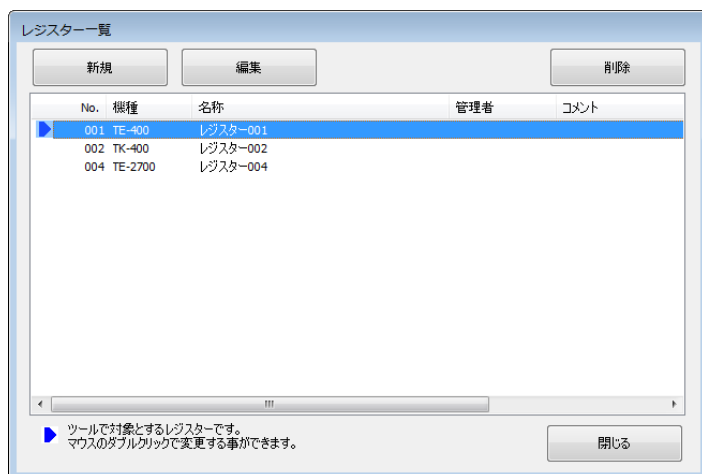 レジスター一覧
新規 編集 削除
No. 機種 名称 管理者 コメント
001 TE-400 レジスター001
002 TK-400 レジスター002
004 TE-2700 レジスター004
ツールで対象とするレジスターです。
マウスのダブルクリックで変更する事ができます。
閉じる